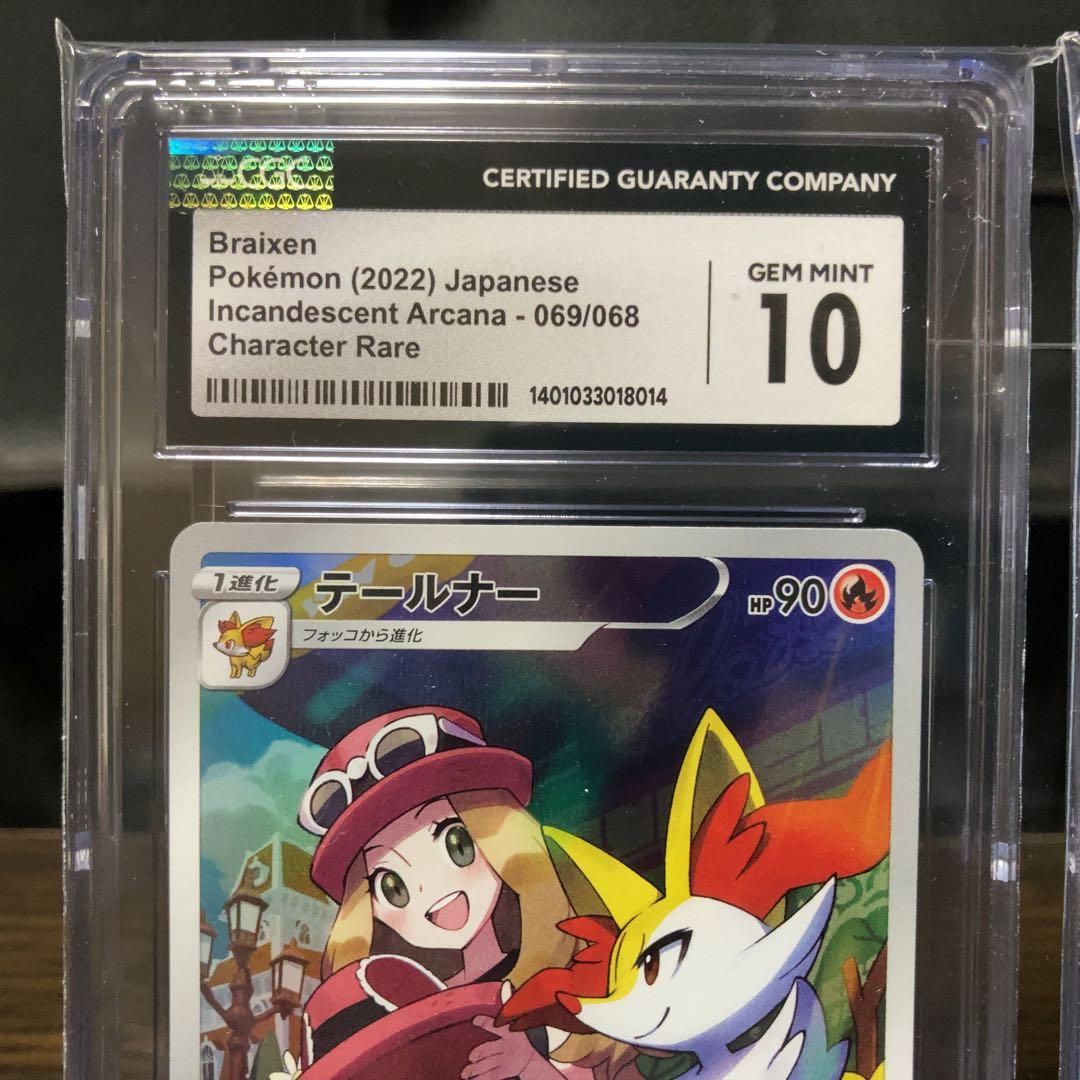 CGC
CERTIFIED GUARANTY COMPANY
Braixen
Pokémon (2022) Japanese
Incandescent Arcana - 069/068
Character Rare
GEM MINT
10
1401033018014
1進化
テールナー
HP90
フォッコから進化